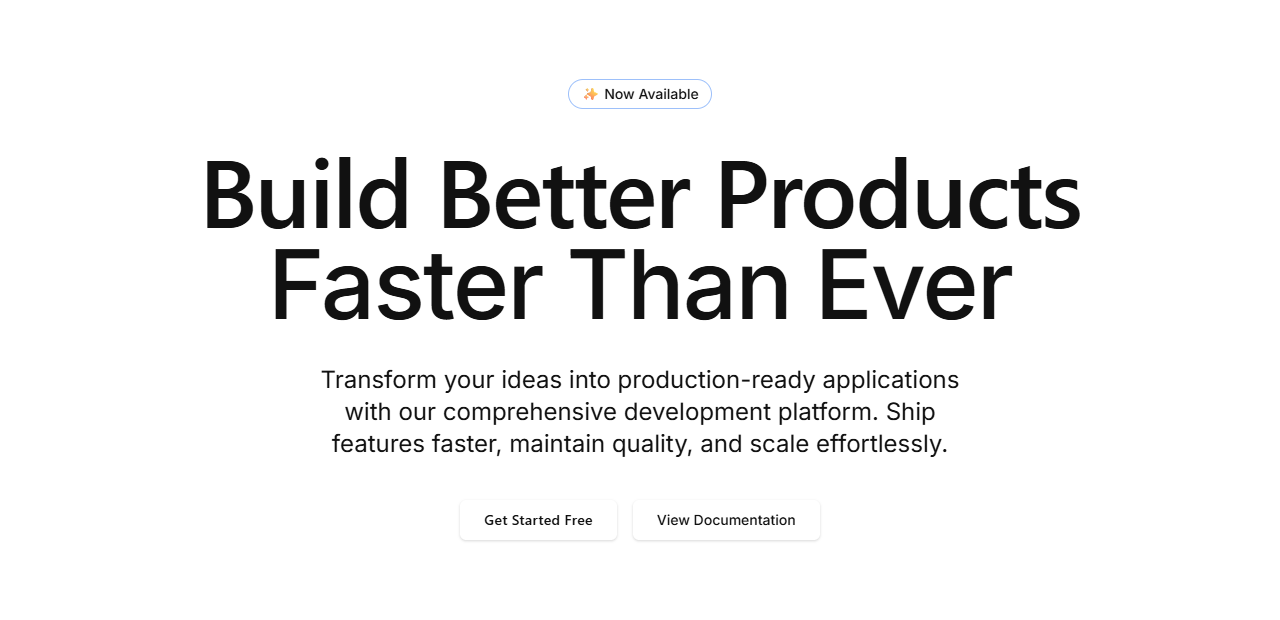 ✨ Now Available
Build Better Products
Faster Than Ever
Transform your ideas into production-ready applications
with our comprehensive development platform. Ship
features faster, maintain quality, and scale effortlessly.
Get Started Free
View Documentation